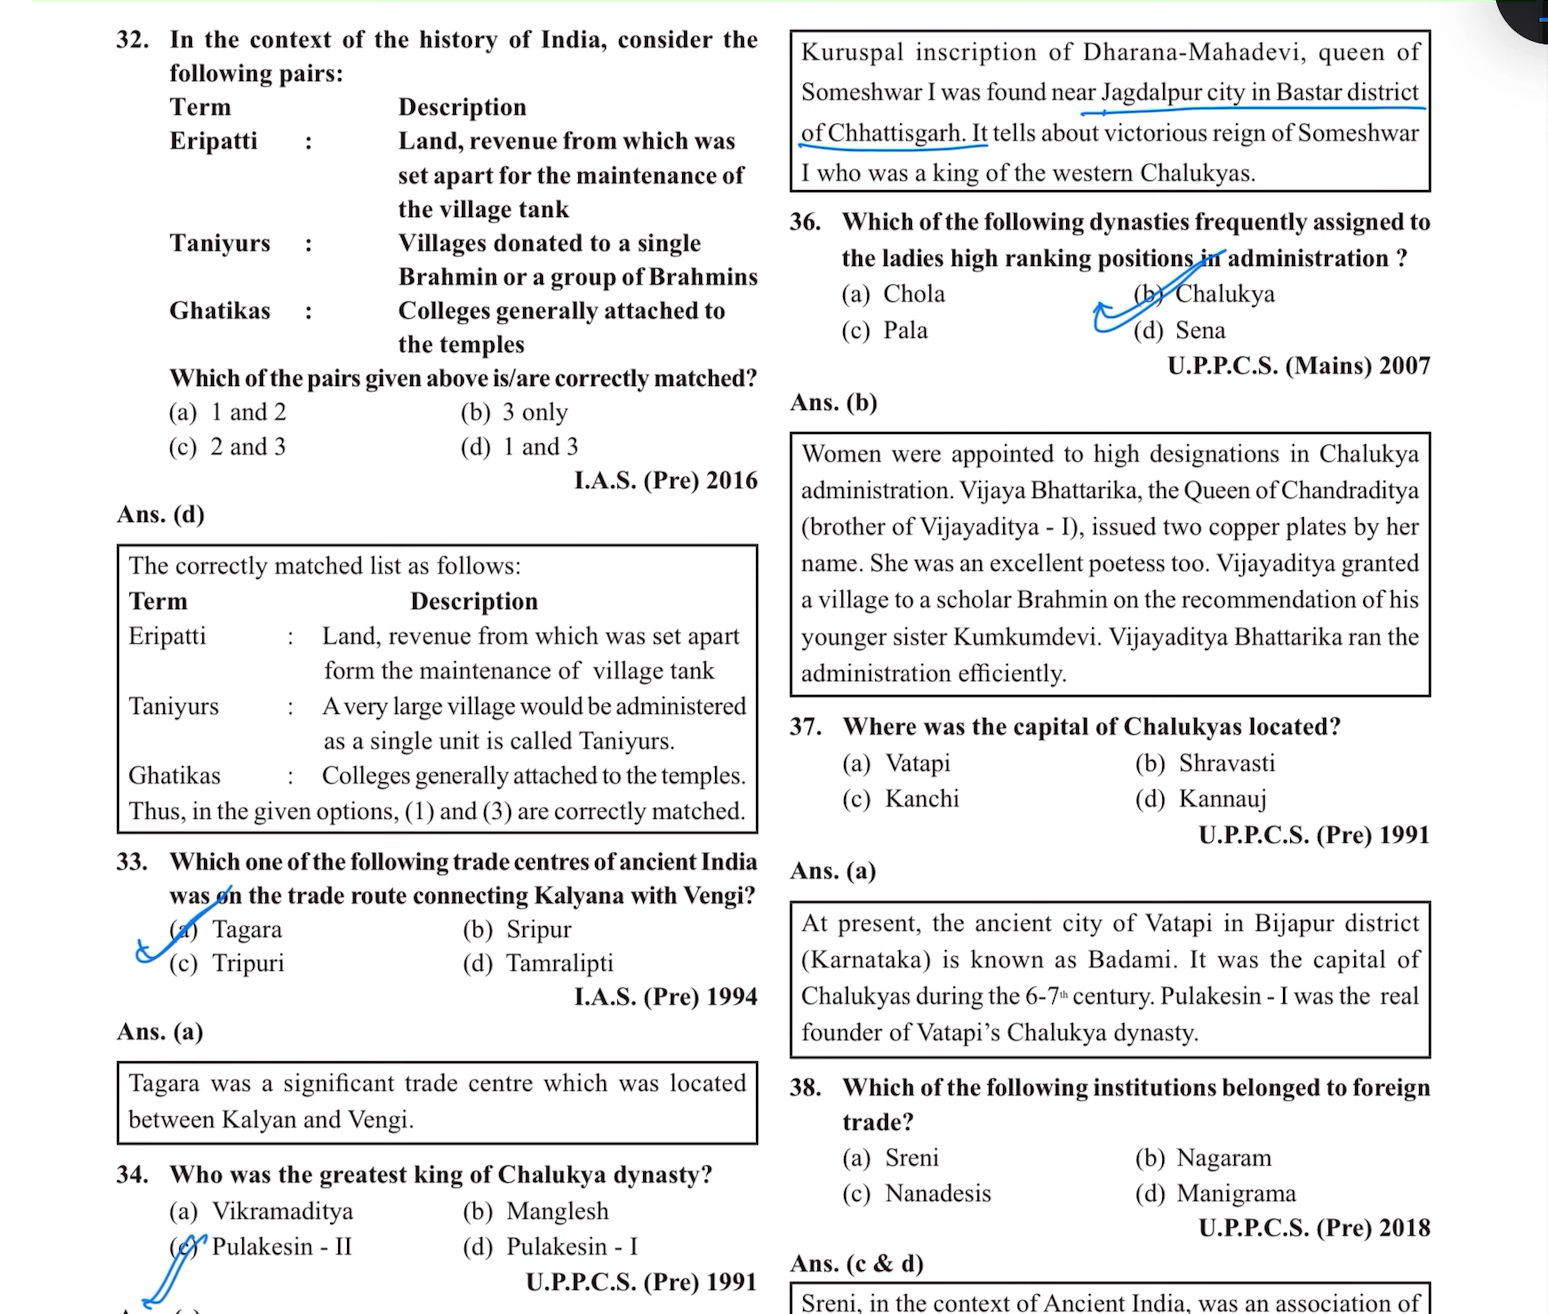 32. In the context of the history of India, consider the
following pairs:
Term Description
Eripatti : Land, revenue from which was
set apart for the maintenance of
the village tank
Taniyurs : Villages donated to a single
Brahmin or a group of Brahmins
Ghatikas : Colleges generally attached to
the temples
Which of the pairs given above is/are correctly matched?
(a) 1 and 2 (b) 3 only
(c) 2 and 3 (d) 1 and 3
I.A.S. (Pre) 2016
Ans. (d)
The correctly matched list as follows:
Term Description
Eripatti : Land, revenue from which was set apart
form the maintenance of village tank
Taniyurs : A very large village would be administered
as a single unit is called Taniyurs.
Ghatikas : Colleges generally attached to the temples.
Thus, in the given options, (1) and (3) are correctly matched.
33. Which one of the following trade centres of ancient India
was on the trade route connecting Kalyana with Vengi?
(a) Tagara (b) Sripur
(c) Tripuri (d) Tamralipti
I.A.S. (Pre) 1994
Ans. (a)
Tagara was a significant trade centre which was located
between Kalyan and Vengi.
34. Who was the greatest king of Chalukya dynasty?
(a) Vikramaditya (b) Manglesh
(c) Pulakesin - II (d) Pulakesin - I
U.P.P.C.S. (Pre) 1991
Kuruspal inscription of Dharana-Mahadevi, queen of
Someshwar I was found near Jagdalpur city in Bastar district
of Chhattisgarh. It tells about victorious reign of Someshwar
I who was a king of the western Chalukyas.
36. Which of the following dynasties frequently assigned to
the ladies high ranking positions in administration ?
(a) Chola (b) Chalukya
(c) Pala (d) Sena
U.P.P.C.S. (Mains) 2007
Ans. (b)
Women were appointed to high designations in Chalukya
administration. Vijaya Bhattarika, the Queen of Chandraditya
(brother of Vijayaditya - I), issued two copper plates by her
name. She was an excellent poetess too. Vijayaditya granted
a village to a scholar Brahmin on the recommendation of his
younger sister Kumkumdevi. Vijayaditya Bhattarika ran the
administration efficiently.
37. Where was the capital of Chalukyas located?
(a) Vatapi (b) Shravasti
(c) Kanchi (d) Kannauj
U.P.P.C.S. (Pre) 1991
Ans. (a)
At present, the ancient city of Vatapi in Bijapur district
(Karnataka) is known as Badami. It was the capital of
Chalukyas during the 6-7th century. Pulakesin - I was the real
founder of Vatapi’s Chalukya dynasty.
38. Which of the following institutions belonged to foreign
trade?
(a) Sreni (b) Nagaram
(c) Nanadesis (d) Manigrama
U.P.P.C.S. (Pre) 2018
Ans. (c & d)
Sreni, in the context of Ancient India, was an association of